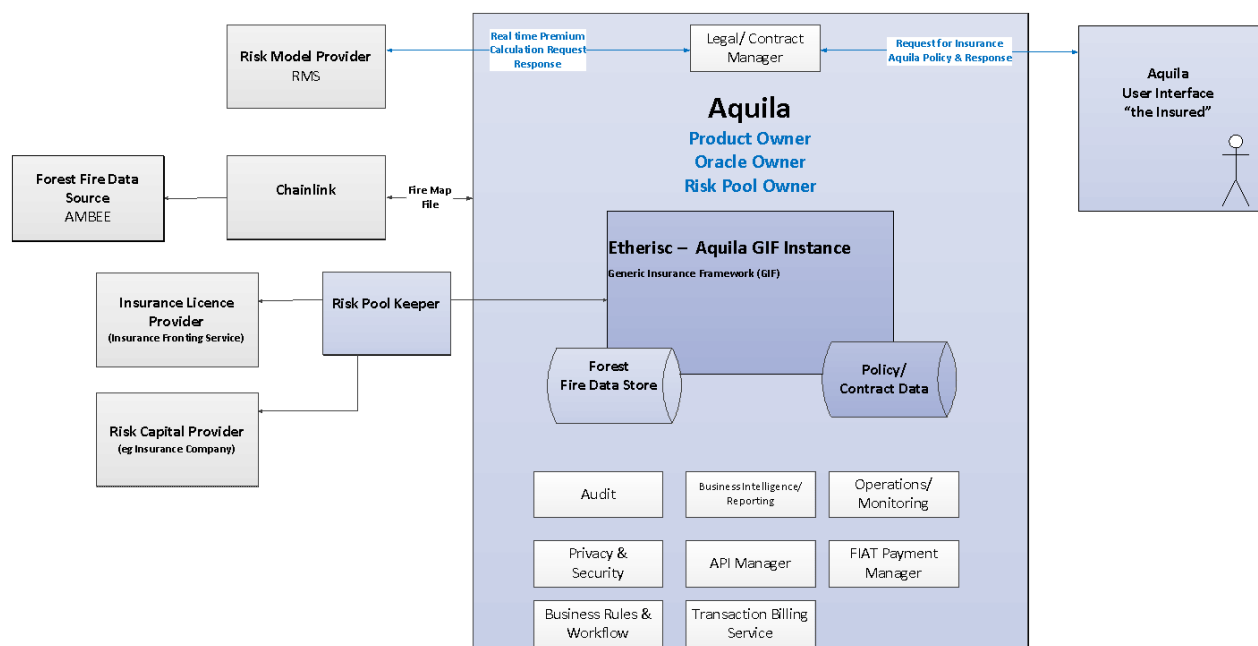 Risk Model Provider
RMS
Real time Premium
Calculation Request
Response
Legal/ Contract
Manager
Request for Insurance
Aquila Policy & Response
Aquila
User Interface
“the Insured”
Aquila
Product Owner
Oracle Owner
Risk Pool Owner
Forest Fire Data
Source
AMBEE
Chainlink
Fire Map
File
Etherisc – Aquila GIF Instance
Generic Insurance Framework (GIF)
Insurance Licence
Provider
(Insurance Fronting Service)
Risk Pool Keeper
Forest
Fire Data Store
Policy/
Contract Data
Risk Capital Provider
(eg Insurance Company)
Audit
Business Intelligence/
Reporting
Operations/
Monitoring
Privacy &
Security
API Manager
FIAT Payment
Manager
Business Rules &
Workflow
Transaction Billing
Service